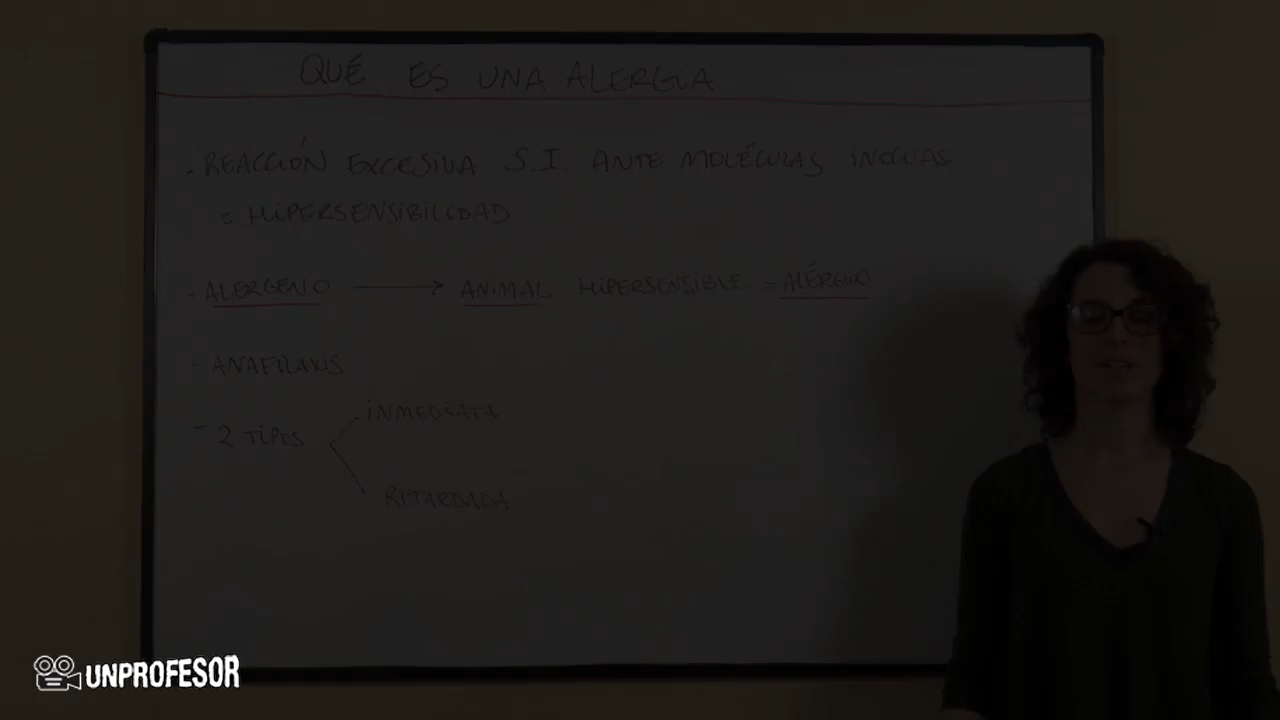 QUÉ ES UNA ALERGIA
- REACCIÓN EXCESIVA S.I. ANTE MOLÉCULAS INOCUAS
= HIPERSENSIBILIDAD
- ALERGENO → ANIMAL HIPERSENSIBLE = ALÉRGICO
- ANAFILAXIS
- 2 TIPOS
INMEDIATA
RETARDADA
UNPROFESOR